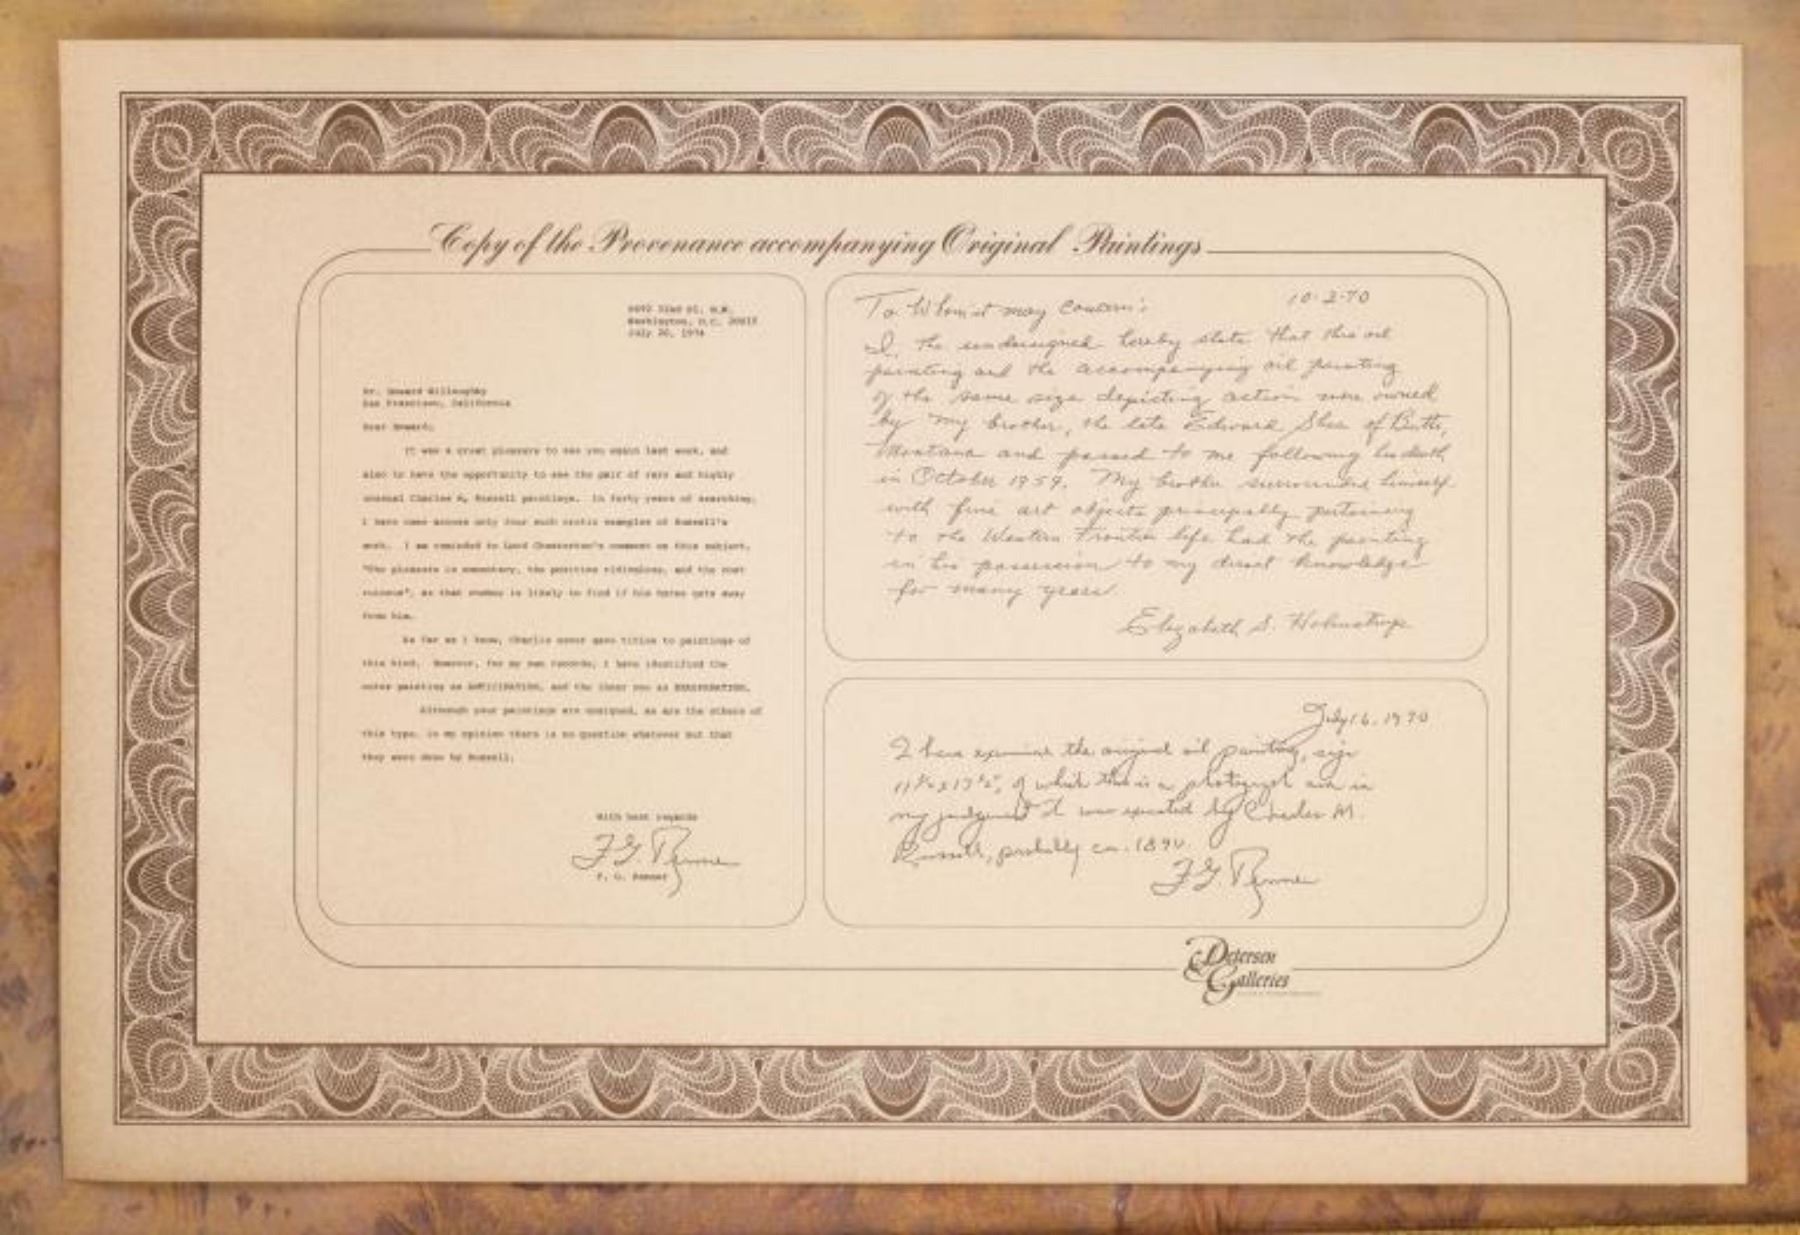 Copy of the Provenance accompanying Original Paintings
Washington, D.C. 20015
July 20, 1974
Dr. Howard Willoughby
San Francisco, California
Dear Howard,
It was a great pleasure to see you again last week, and
also to have the opportunity to see the pair of rare and highly
unusual Charles M. Russell paintings. In forty years of searching,
I have come across only four such erotic examples of Russell's
work. I am reminded to Lord Chesterton's comment on this subject,
"The pleasure is momentary, the position ridiculous, and the cost
ruinous", as that cowboy is likely to find if his horse gets away
from him.
As far as I know, Charlie never gave titles to paintings of
this kind. However, for my own records, I have identified the
outer painting as ANTICIPATION, and the inner one as EXASPERATION.
Although your paintings are unsigned, as are the others of
this type, in my opinion there is no question whatever but that
they were done by Russell.
With best regards
F. G. Renner
F. G. Renner
To Whom it may concern: 10-2-70
I, the undersigned hereby state that this oil
painting and the accompanying oil painting
of the same size depicting action were owned
by my brother, the late Edward Shea of Butte,
Montana and passed to me following his death
in October 1959. My brother surrounded himself
with fine art objects principally pertaining
to the Western Frontier life had the painting
in his possession to my direct knowledge
for many years.
Elizabeth S.
July 16, 1970
I have examined the original oil painting, size
of which this is a photograph and in
my judgment it was executed by Charles M.
Russell, probably ca. 1890.
F. G. Renner
Petersen
Galleries